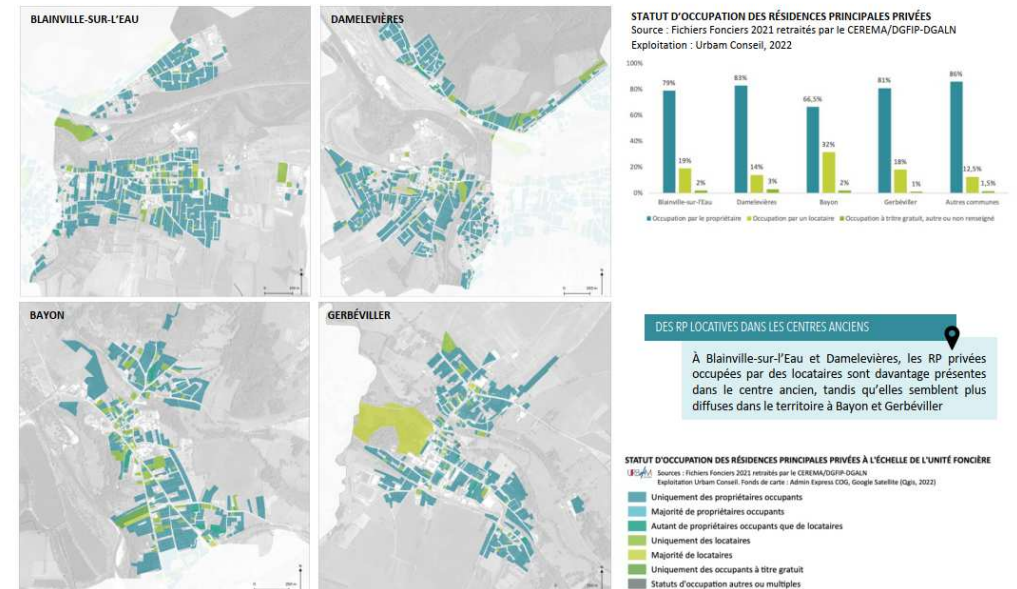 BLAINVILLE-SUR-L'EAU
DAMELEVIÈRES
BAYON
GERBÉVILLER
STATUT D'OCCUPATION DES RÉSIDENCES PRINCIPALES PRIVÉES
Source : Fichiers Fonciers 2021 retraités par le CEREMA/DGFIP-DGALN
Exploitation : Urbam Conseil, 2022
100%
80%
60%
40%
20%
0%
79%
19%
2%
83%
14%
3%
66,5%
32%
2%
81%
18%
1%
86%
12,5%
1,5%
Blainville-sur-l'Eau
Damelevières
Bayon
Gerbéviller
Autres communes
Occupation par le propriétaire
Occupation par un locataire
Occupation à titre gratuit, autre ou non renseigné
DES RP LOCATIVES DANS LES CENTRES ANCIENS
À Blainville-sur-l'Eau et Damelevières, les RP privées
occupées par des locataires sont davantage présentes
dans le centre ancien, tandis qu'elles semblent plus
diffuses dans le territoire à Bayon et Gerbéviller
STATUT D'OCCUPATION DES RÉSIDENCES PRINCIPALES PRIVÉES À L'ÉCHELLE DE L'UNITÉ FONCIÈRE
URBAM
Sources : Fichiers Fonciers 2021 retraités par le CEREMA/DGFIP-DGALN
Exploitation Urbam Conseil. Fonds de carte : Admin Express COG, Google Satellite (Qgis, 2022)
Uniquement des propriétaires occupants
Majorité de propriétaires occupants
Autant de propriétaires occupants que de locataires
Uniquement des locataires
Majorité de locataires
Uniquement des occupants à titre gratuit
Statuts d'occupation autres ou multiples